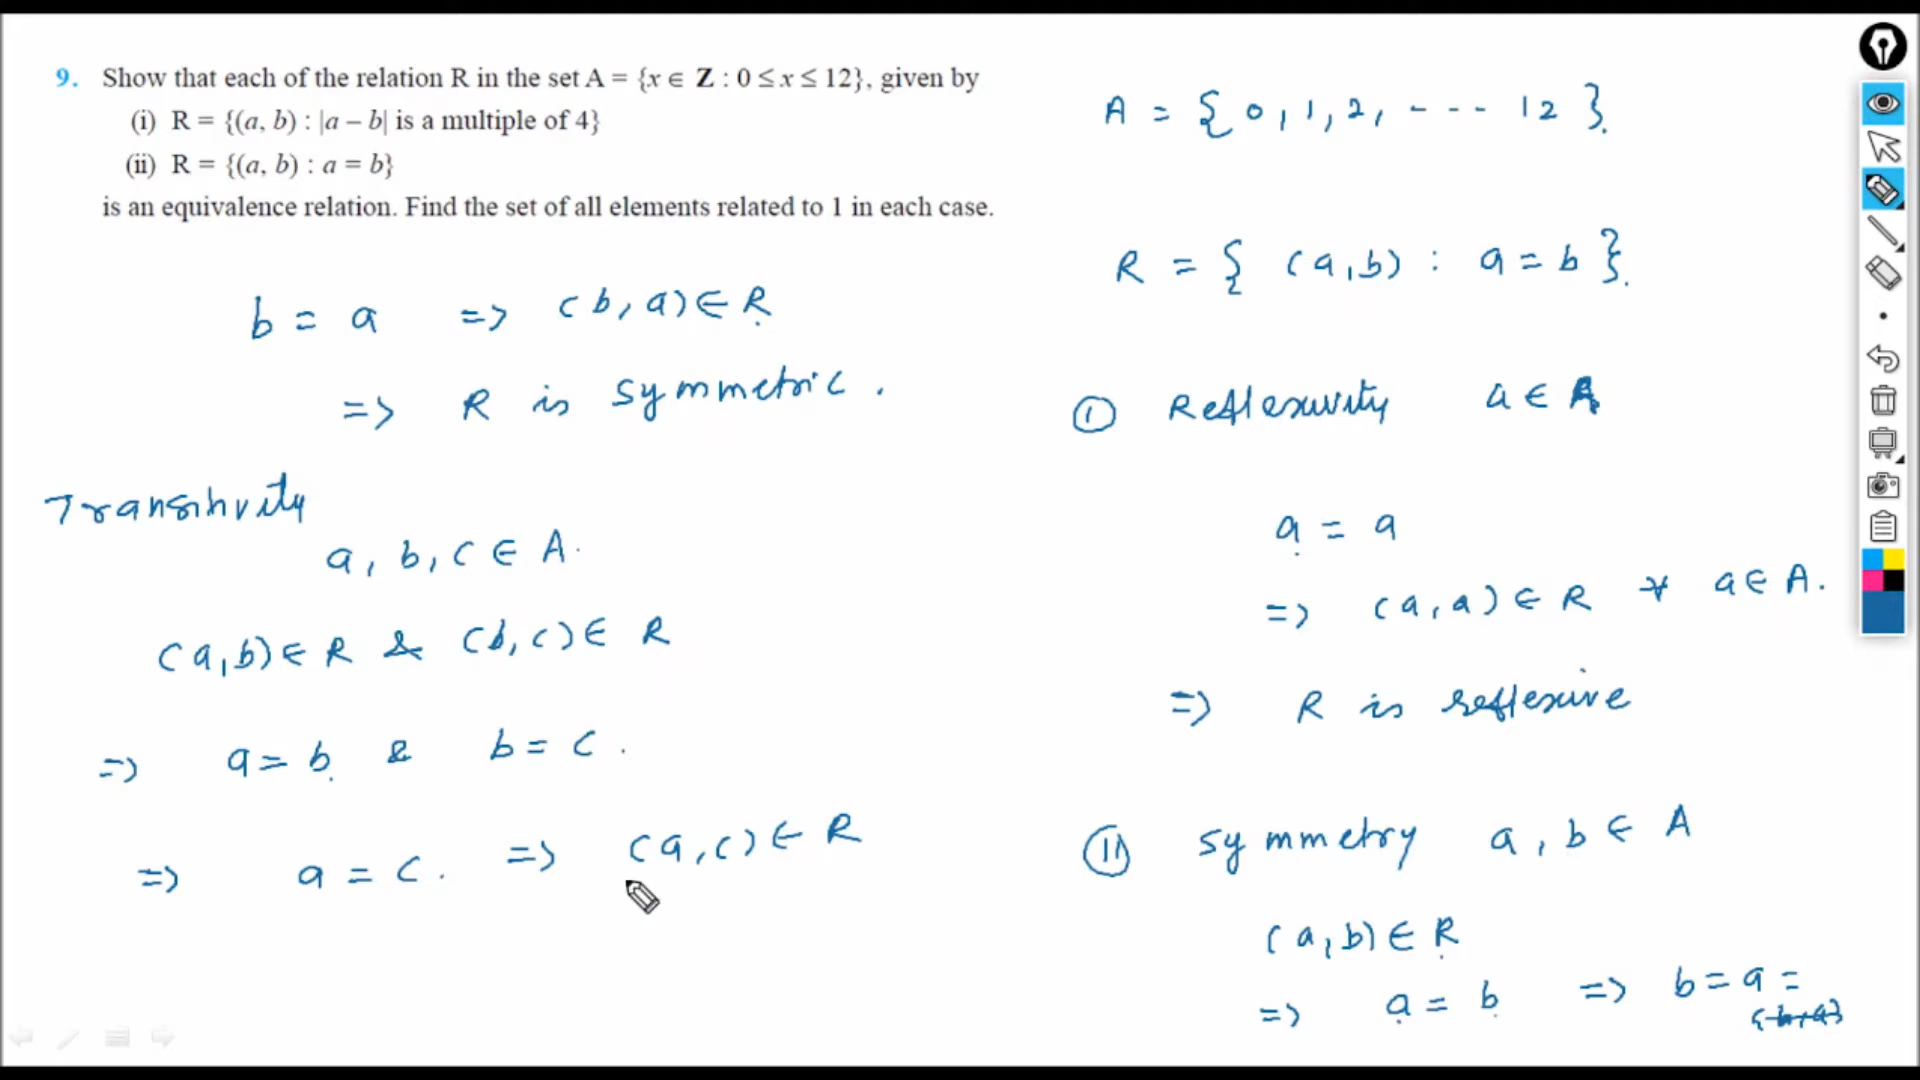 9. Show that each of the relation R in the set A = {x ∈ Z : 0 ≤ x ≤ 12}, given by
(i) R = {(a, b) : |a – b| is a multiple of 4}
(ii) R = {(a, b) : a = b}
is an equivalence relation. Find the set of all elements related to 1 in each case.
A = { 0, 1, 2, - - - - 12 }.
R = { (a, b) : a = b }.
① Reflexivity a ∈ A
a = a
=> (a, a) ∈ R ∀ a ∈ A.
=> R is reflexive
⑪ Symmetry a, b ∈ A
(a, b) ∈ R
=> a = b => b = a =
(b, a)
b = a => (b, a) ∈ R
=> R is symmetric.
Transitivity
a, b, c ∈ A.
(a, b) ∈ R & (b, c) ∈ R
=> a = b & b = c.
=> a = c. => (a, c) ∈ R